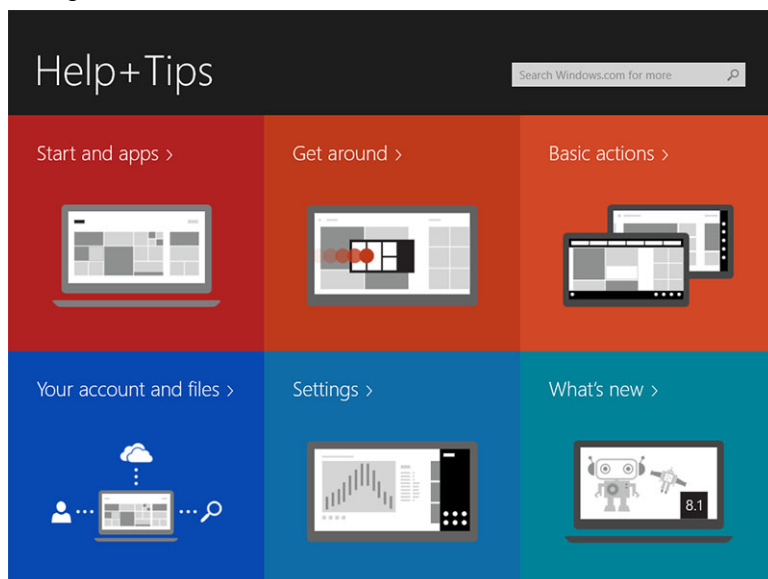 Help+Tips
Search Windows.com for more
Start and apps >
Get around >
Basic actions >
Your account and files >
Settings >
What's new >
8.1